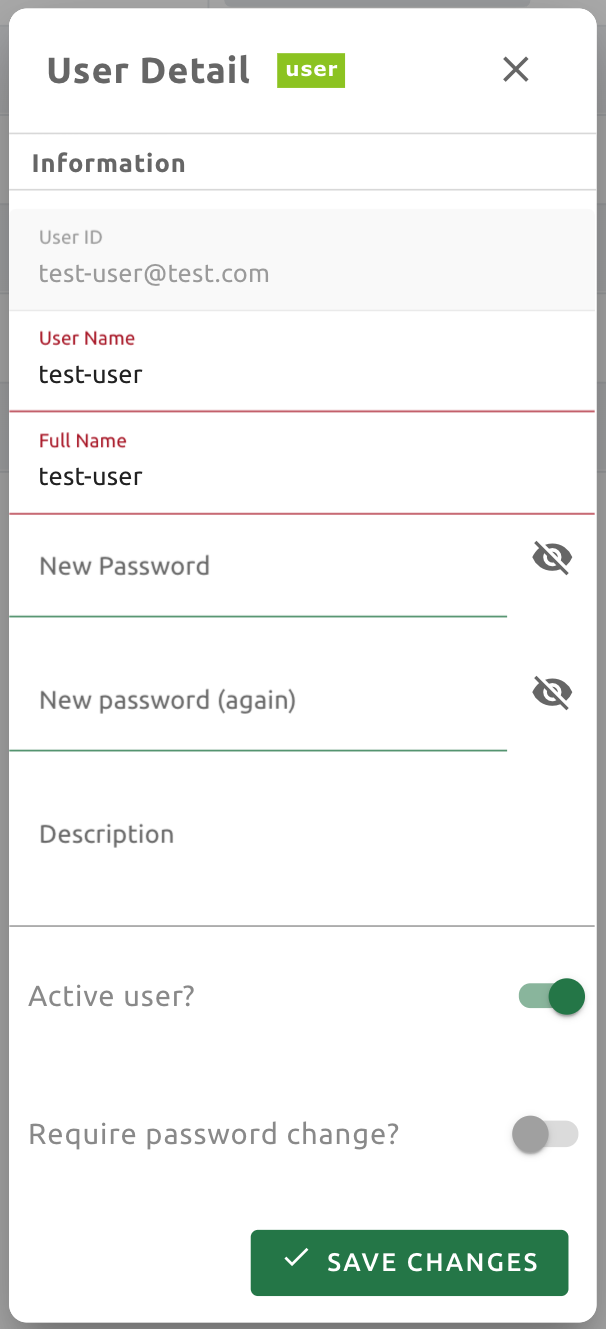 User Detail user
Information
User ID
test-user@test.com
User Name
test-user
Full Name
test-user
New Password
New password (again)
Description
Active user?
Require password change?
SAVE CHANGES